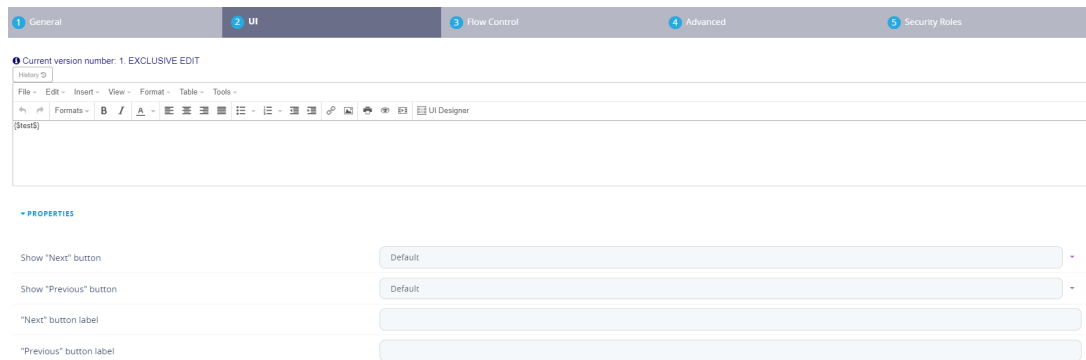 1 General 2 UI 3 Flow Control 4 Advanced 5 Security Roles
Current version number: 1. EXCLUSIVE EDIT
History
File Edit Insert View Format Table Tools
Formats B I A UI Designer
{$test$}
PROPERTIES
Show "Next" button Default
Show "Previous" button Default
"Next" button label
"Previous" button label